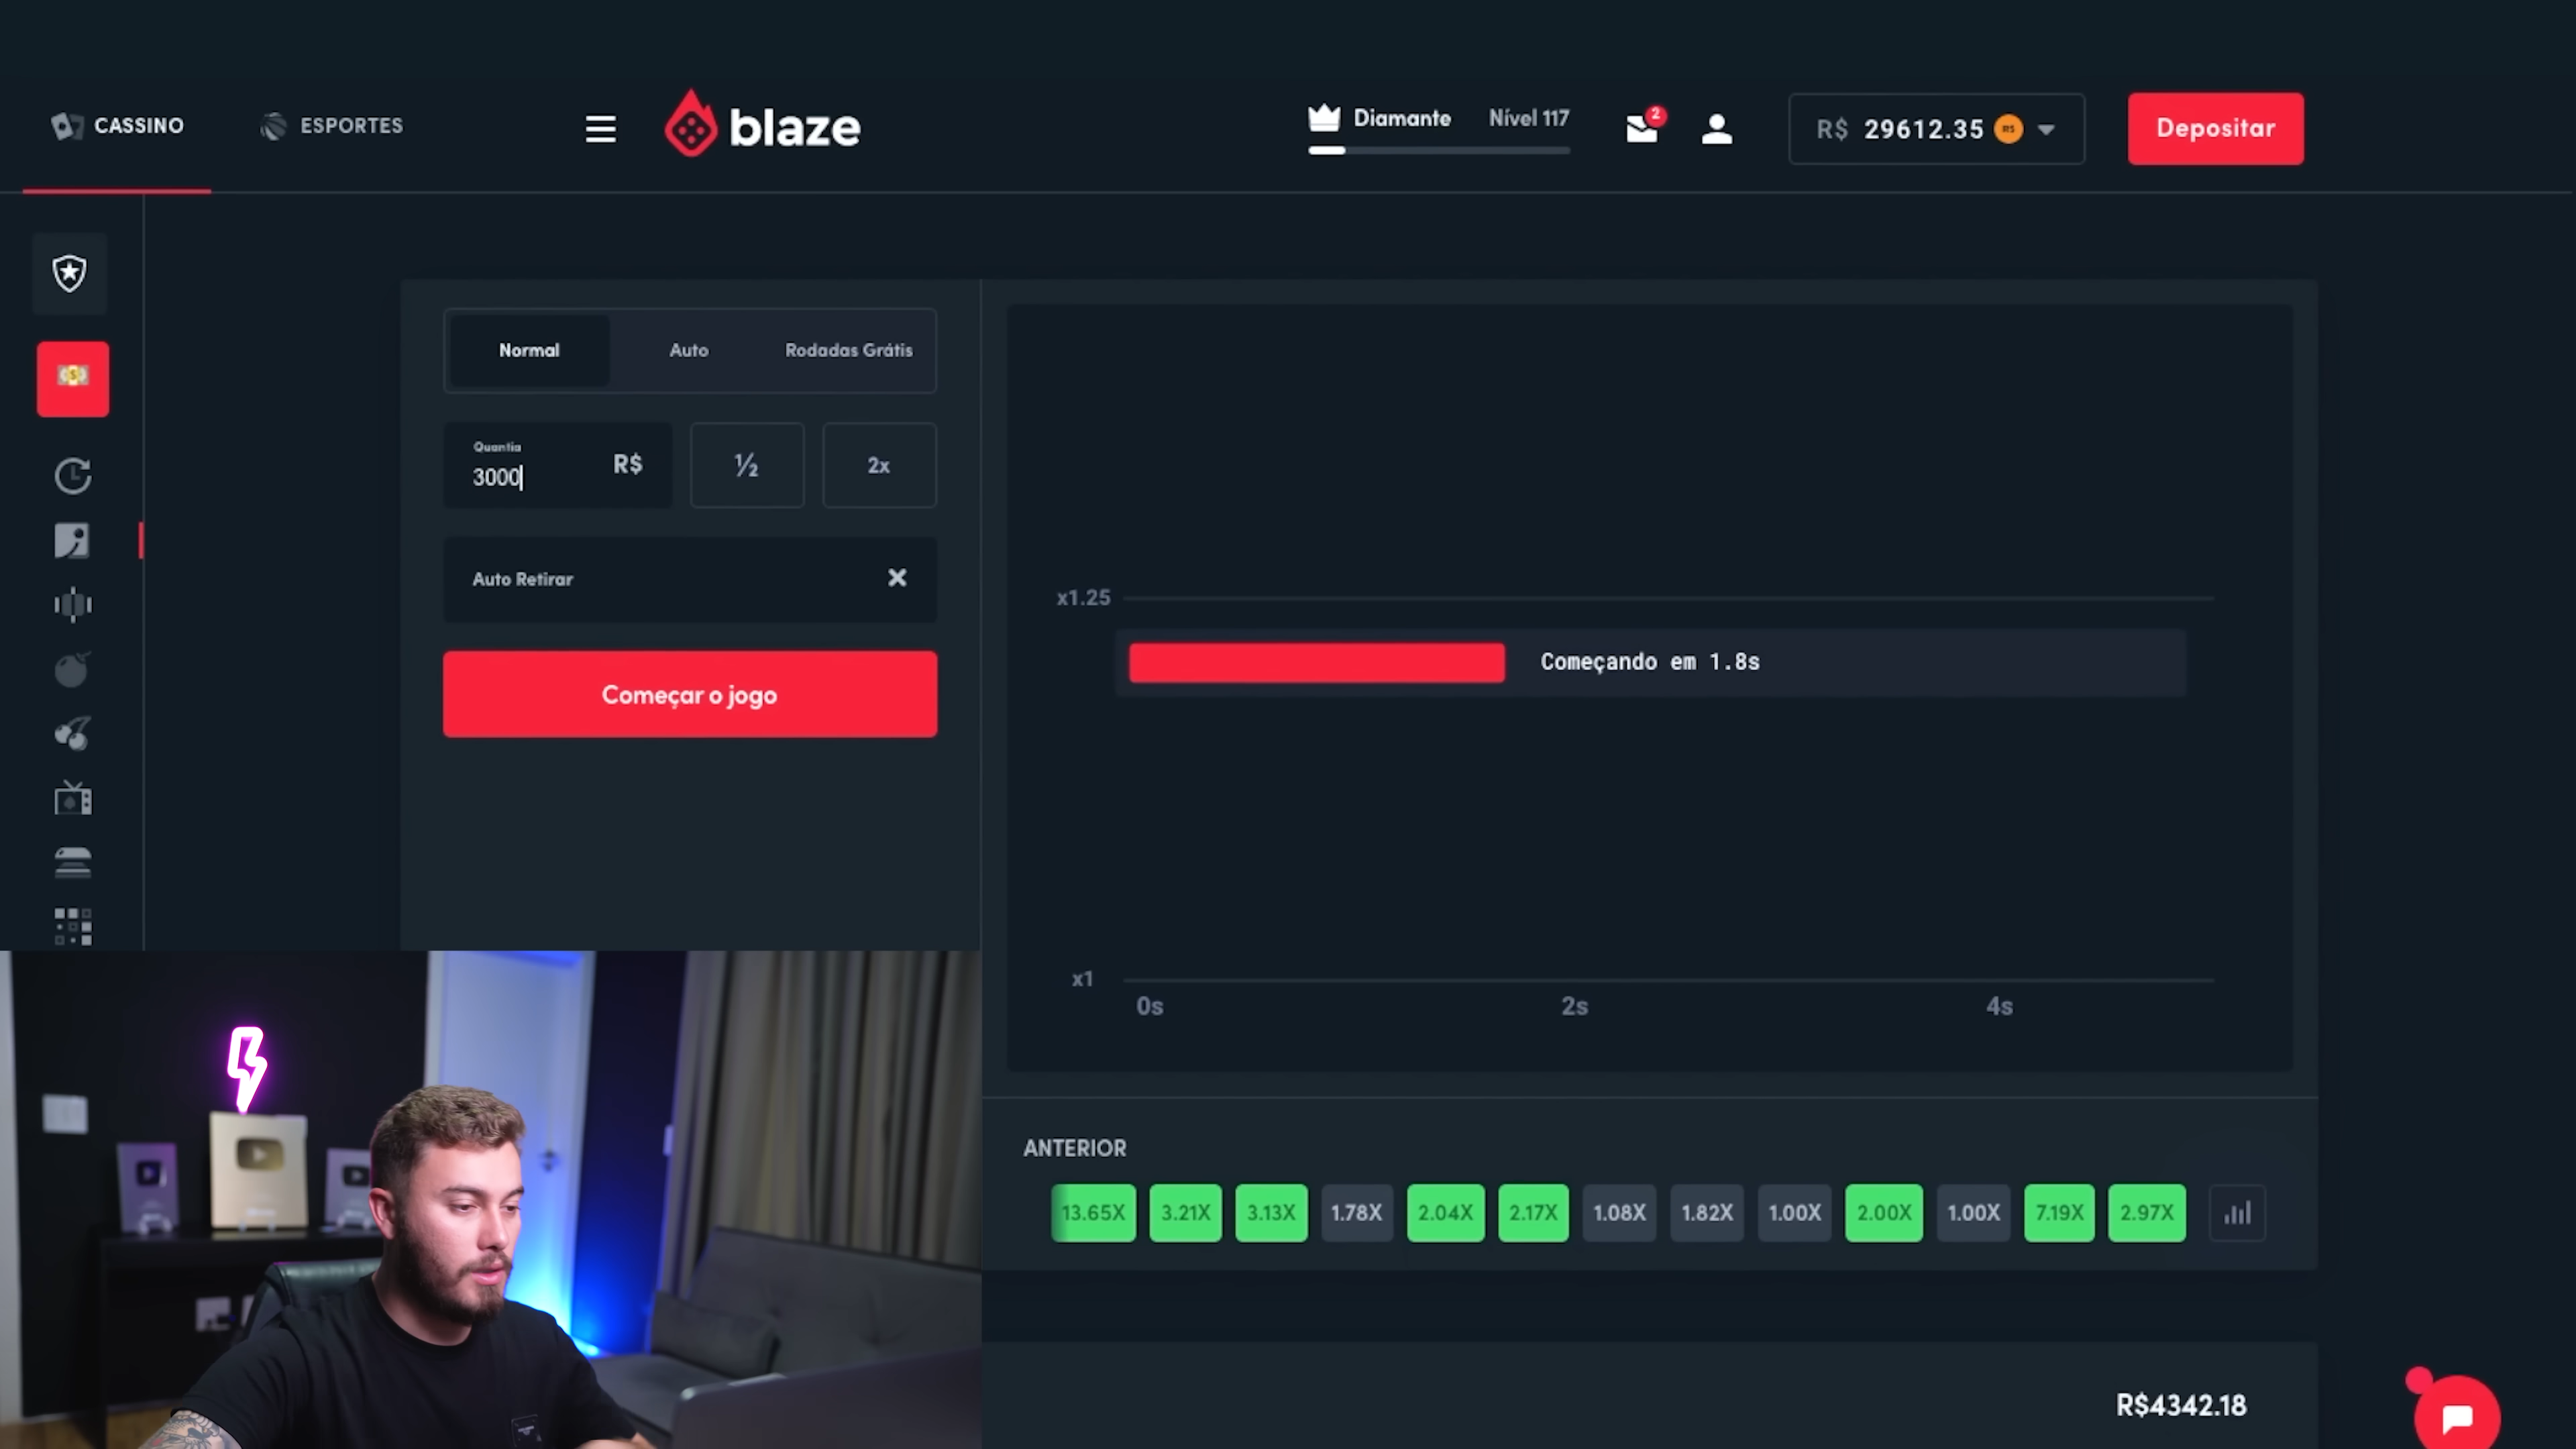 CASSINO
ESPORTES
blaze
Diamante Nível 117
2
R$ 29612.35 R$
Depositar
Normal Auto Rodadas Grátis
Quantia
3000 R$
½ 2x
Auto Retirar
Começar o jogo
x1.25
Começando em 1.8s
x1
0s 2s 4s
ANTERIOR
13.65X 3.21X 3.13X 1.78X 2.04X 2.17X 1.08X 1.82X 1.00X 2.00X 1.00X 7.19X 2.97X
R$4342.18